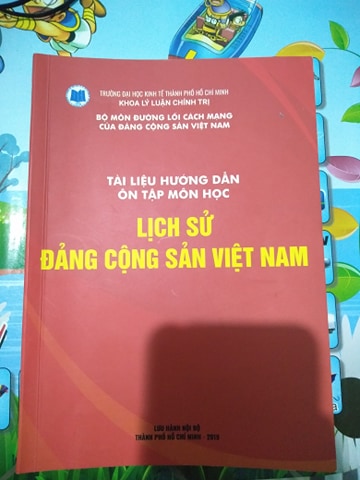 TRƯỜNG ĐẠI HỌC KINH TẾ THÀNH PHỐ HỒ CHÍ MINH
KHOA LÝ LUẬN CHÍNH TRỊ
BỘ MÔN ĐƯỜNG LỐI CÁCH MẠNG
CỦA ĐẢNG CỘNG SẢN VIỆT NAM
TÀI LIỆU HƯỚNG DẪN
ÔN TẬP MÔN HỌC
LỊCH SỬ
ĐẢNG CỘNG SẢN VIỆT NAM
LƯU HÀNH NỘI BỘ
THÀNH PHỐ HỒ CHÍ MINH - 2019